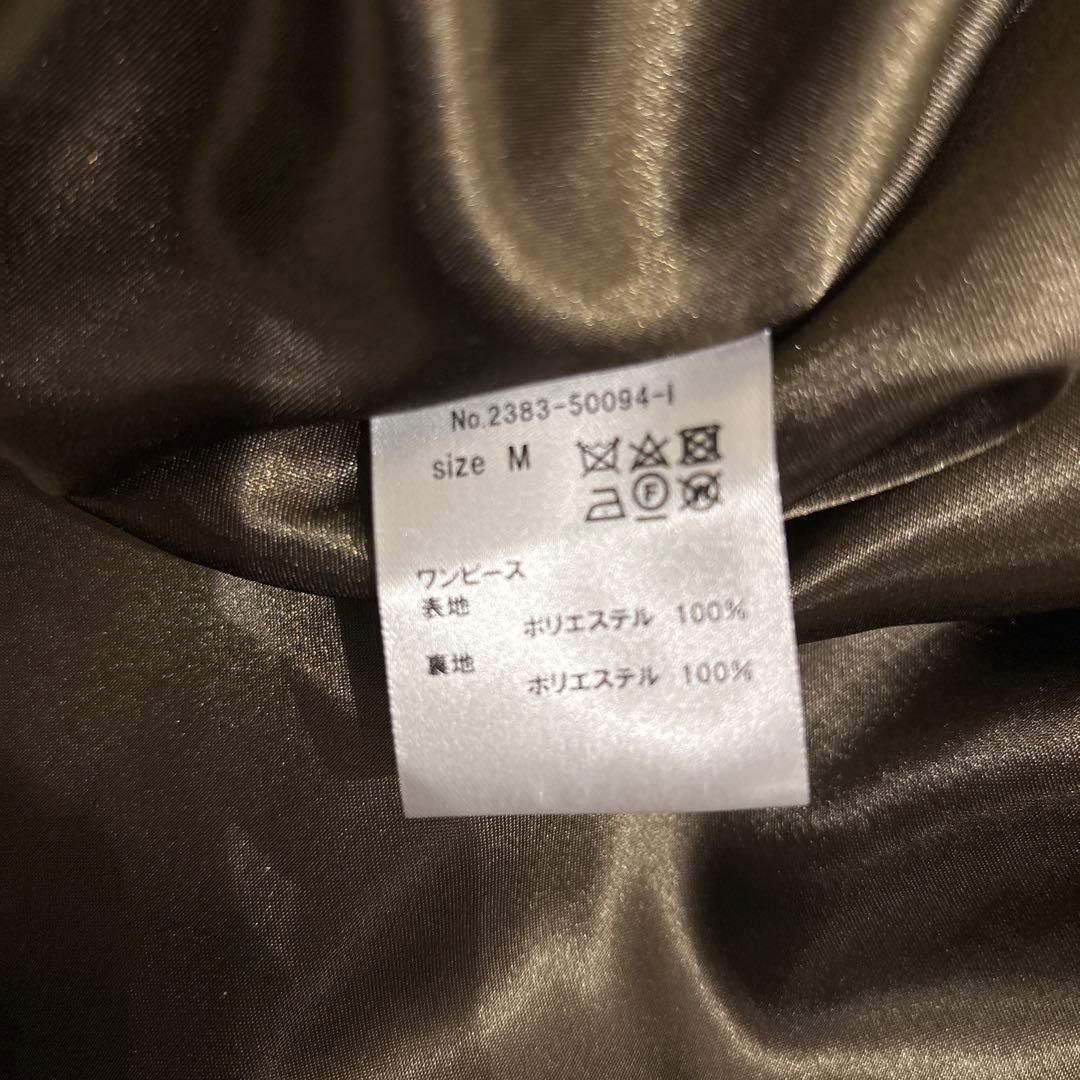 No.2383-50094-1
size M
F
W
ワンピース
表地
ポリエステル 100%
裏地
ポリエステル 100%